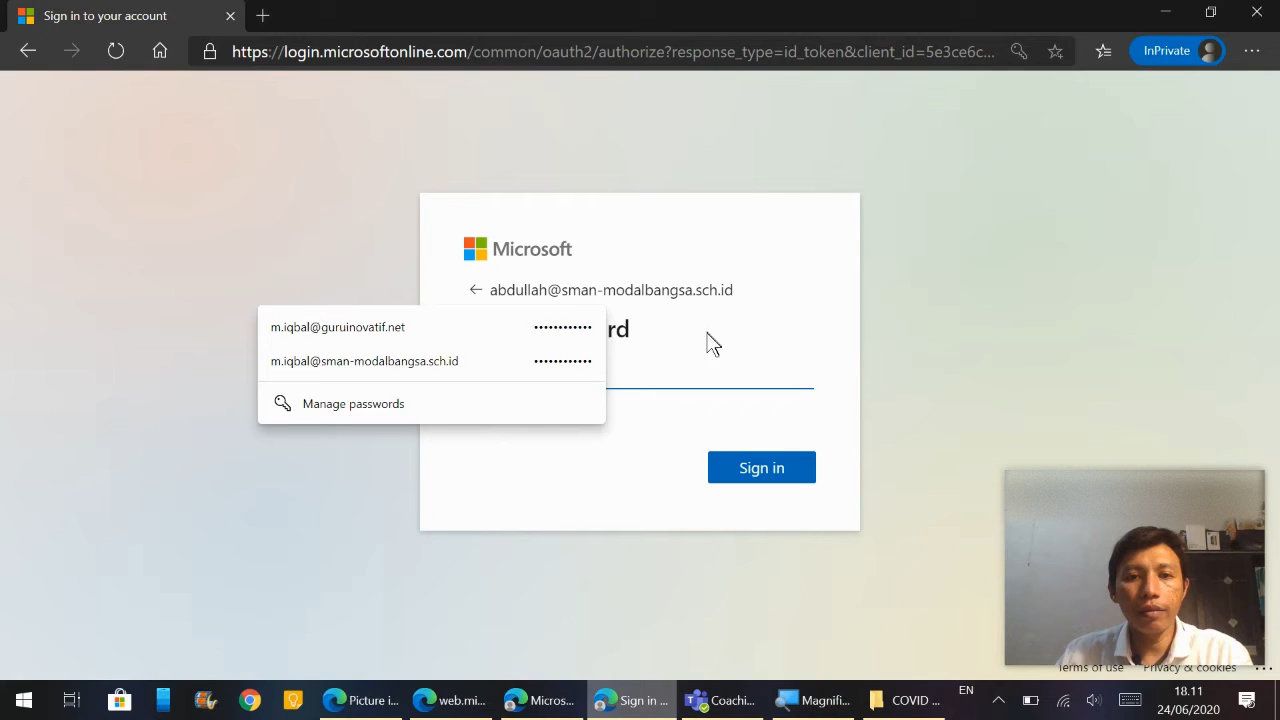 Sign in to your account
https://login.microsoftonline.com/common/oauth2/authorize?response_type=id_token&client_id=5e3ce6c...
InPrivate
Microsoft
abdullah@sman-modalbangsa.sch.id
rd
m.iqbal@guruinovatif.net ••••••••••••
m.iqbal@sman-modalbangsa.sch.id ••••••••••••
Manage passwords
Sign in
Terms of use Privacy & cookies ...
Picture i...
web.mi...
Micros...
Sign in ...
Coachi...
Magnifi...
COVID ...
EN
18.11
24/06/2020